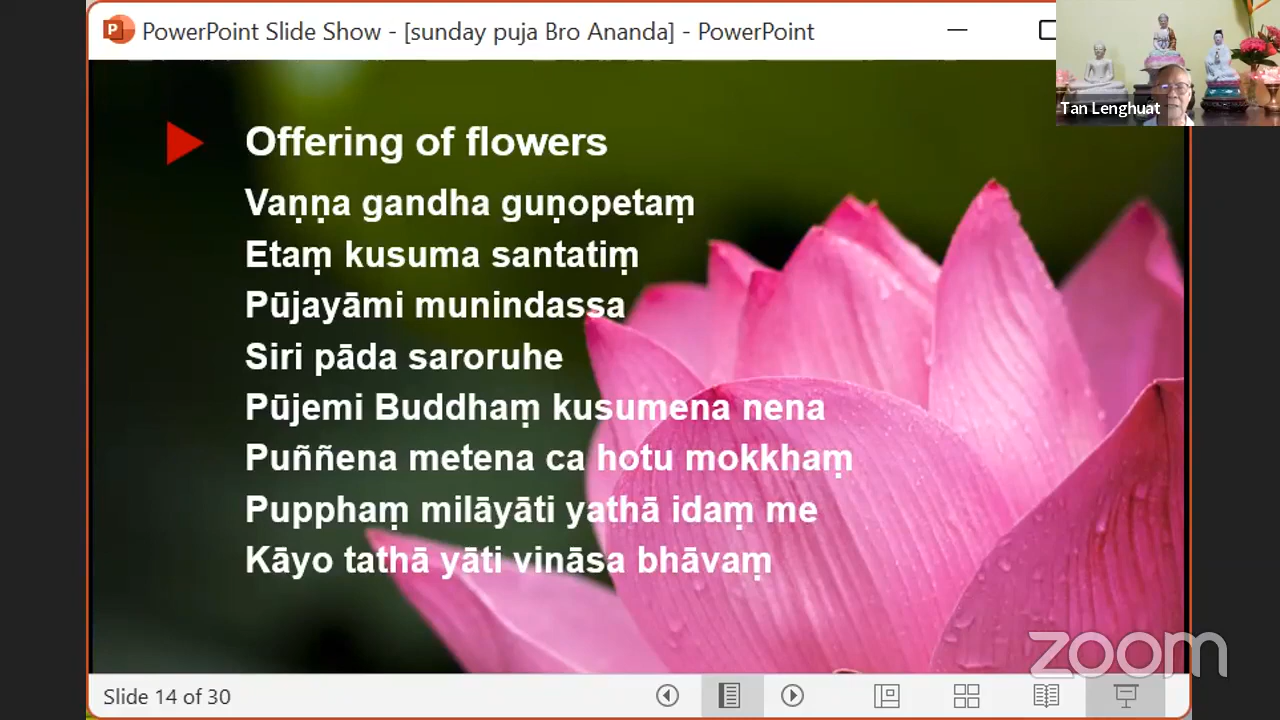 PowerPoint Slide Show - [sunday puja Bro Ananda] - PowerPoint
Tan Lenghuat
Offering of flowers
Vaṇṇa gandha guṇopetaṃ
Etaṃ kusuma santatiṃ
Pūjayāmi munindassa
Siri pāda saroruhe
Pūjemi Buddhaṃ kusumena nena
Puññena metena ca hotu mokkhaṃ
Pupphaṃ milāyāti yathā idaṃ me
Kāyo tathā yāti vināsa bhāvaṃ
zoom
Slide 14 of 30